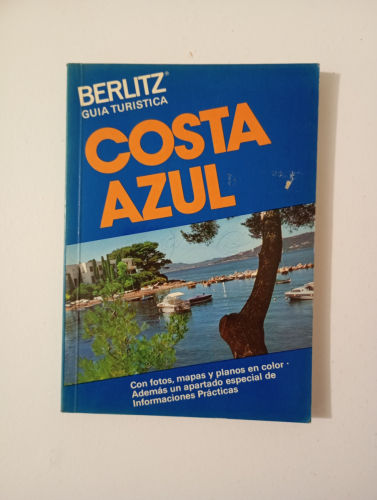 BERLITZ®
GUIA TURISTICA
COSTA
AZUL
Con fotos, mapas y planos en color ·
Además un apartado especial de
Informaciones Prácticas